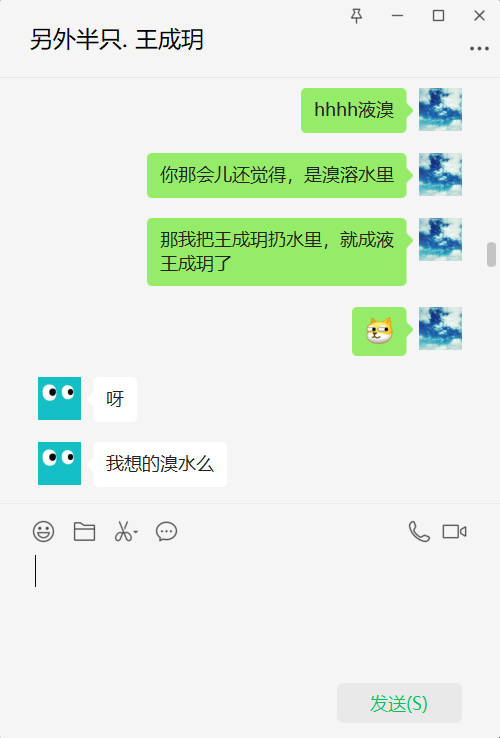 另外半只. 王成玥
hhhh液溴
你那会儿还觉得，是溴溶水里
那我把王成玥扔水里，就成液
王成玥了
呀
我想的溴水么
发送(S)